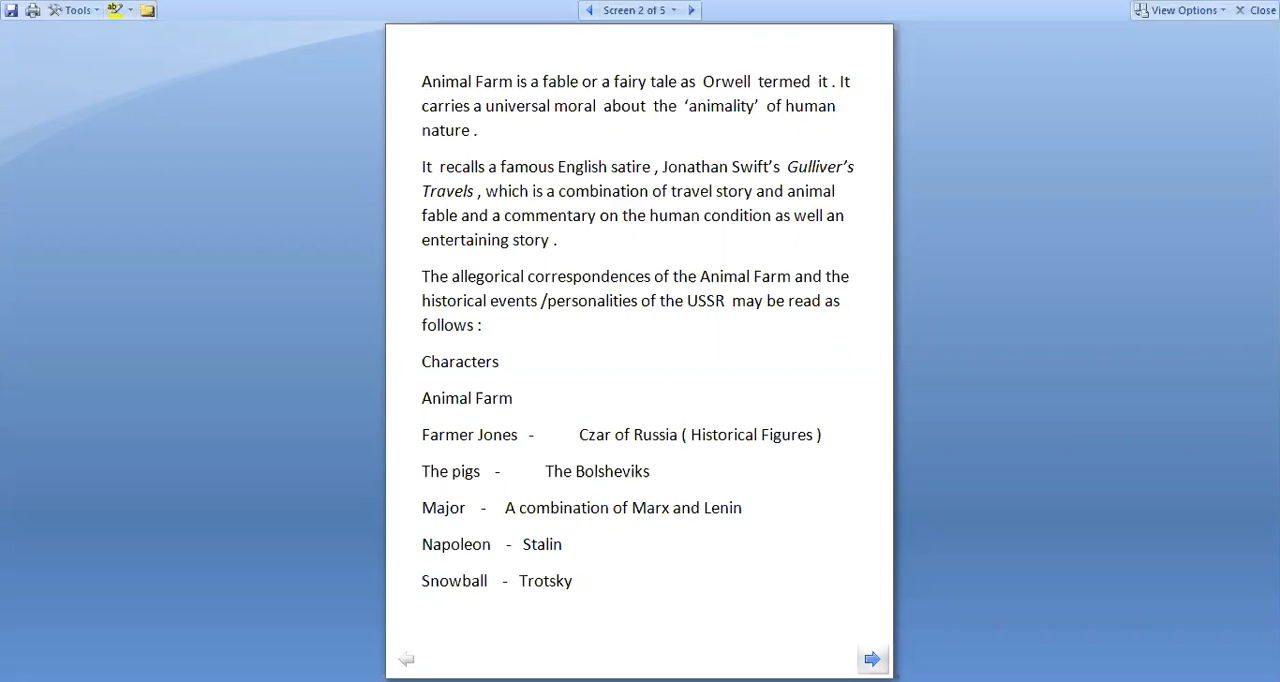 Tools
Screen 2 of 5
View Options
Close
Animal Farm is a fable or a fairy tale as Orwell termed it . It
carries a universal moral about the ‘animality’ of human
nature .
It recalls a famous English satire , Jonathan Swift’s Gulliver’s
Travels , which is a combination of travel story and animal
fable and a commentary on the human condition as well an
entertaining story .
The allegorical correspondences of the Animal Farm and the
historical events /personalities of the USSR may be read as
follows :
Characters
Animal Farm
Farmer Jones - Czar of Russia ( Historical Figures )
The pigs - The Bolsheviks
Major - A combination of Marx and Lenin
Napoleon - Stalin
Snowball - Trotsky